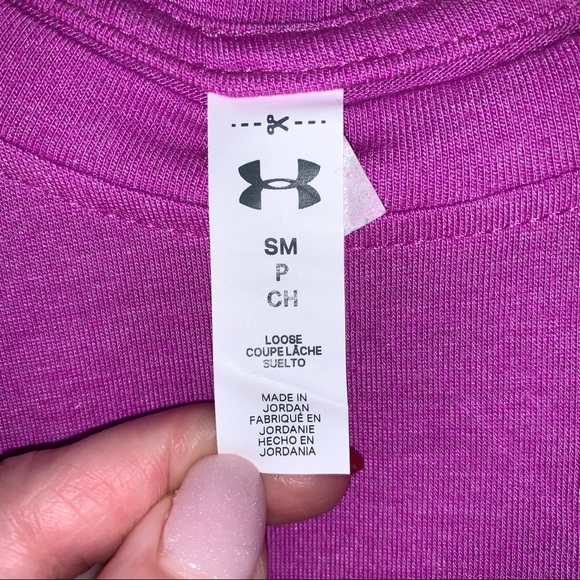 SM
P
CH
LOOSE
COUPE LÂCHE
SUELTO
MADE IN
JORDAN
FABRIQUÉ EN
JORDANIE
HECHO EN
JORDANIA